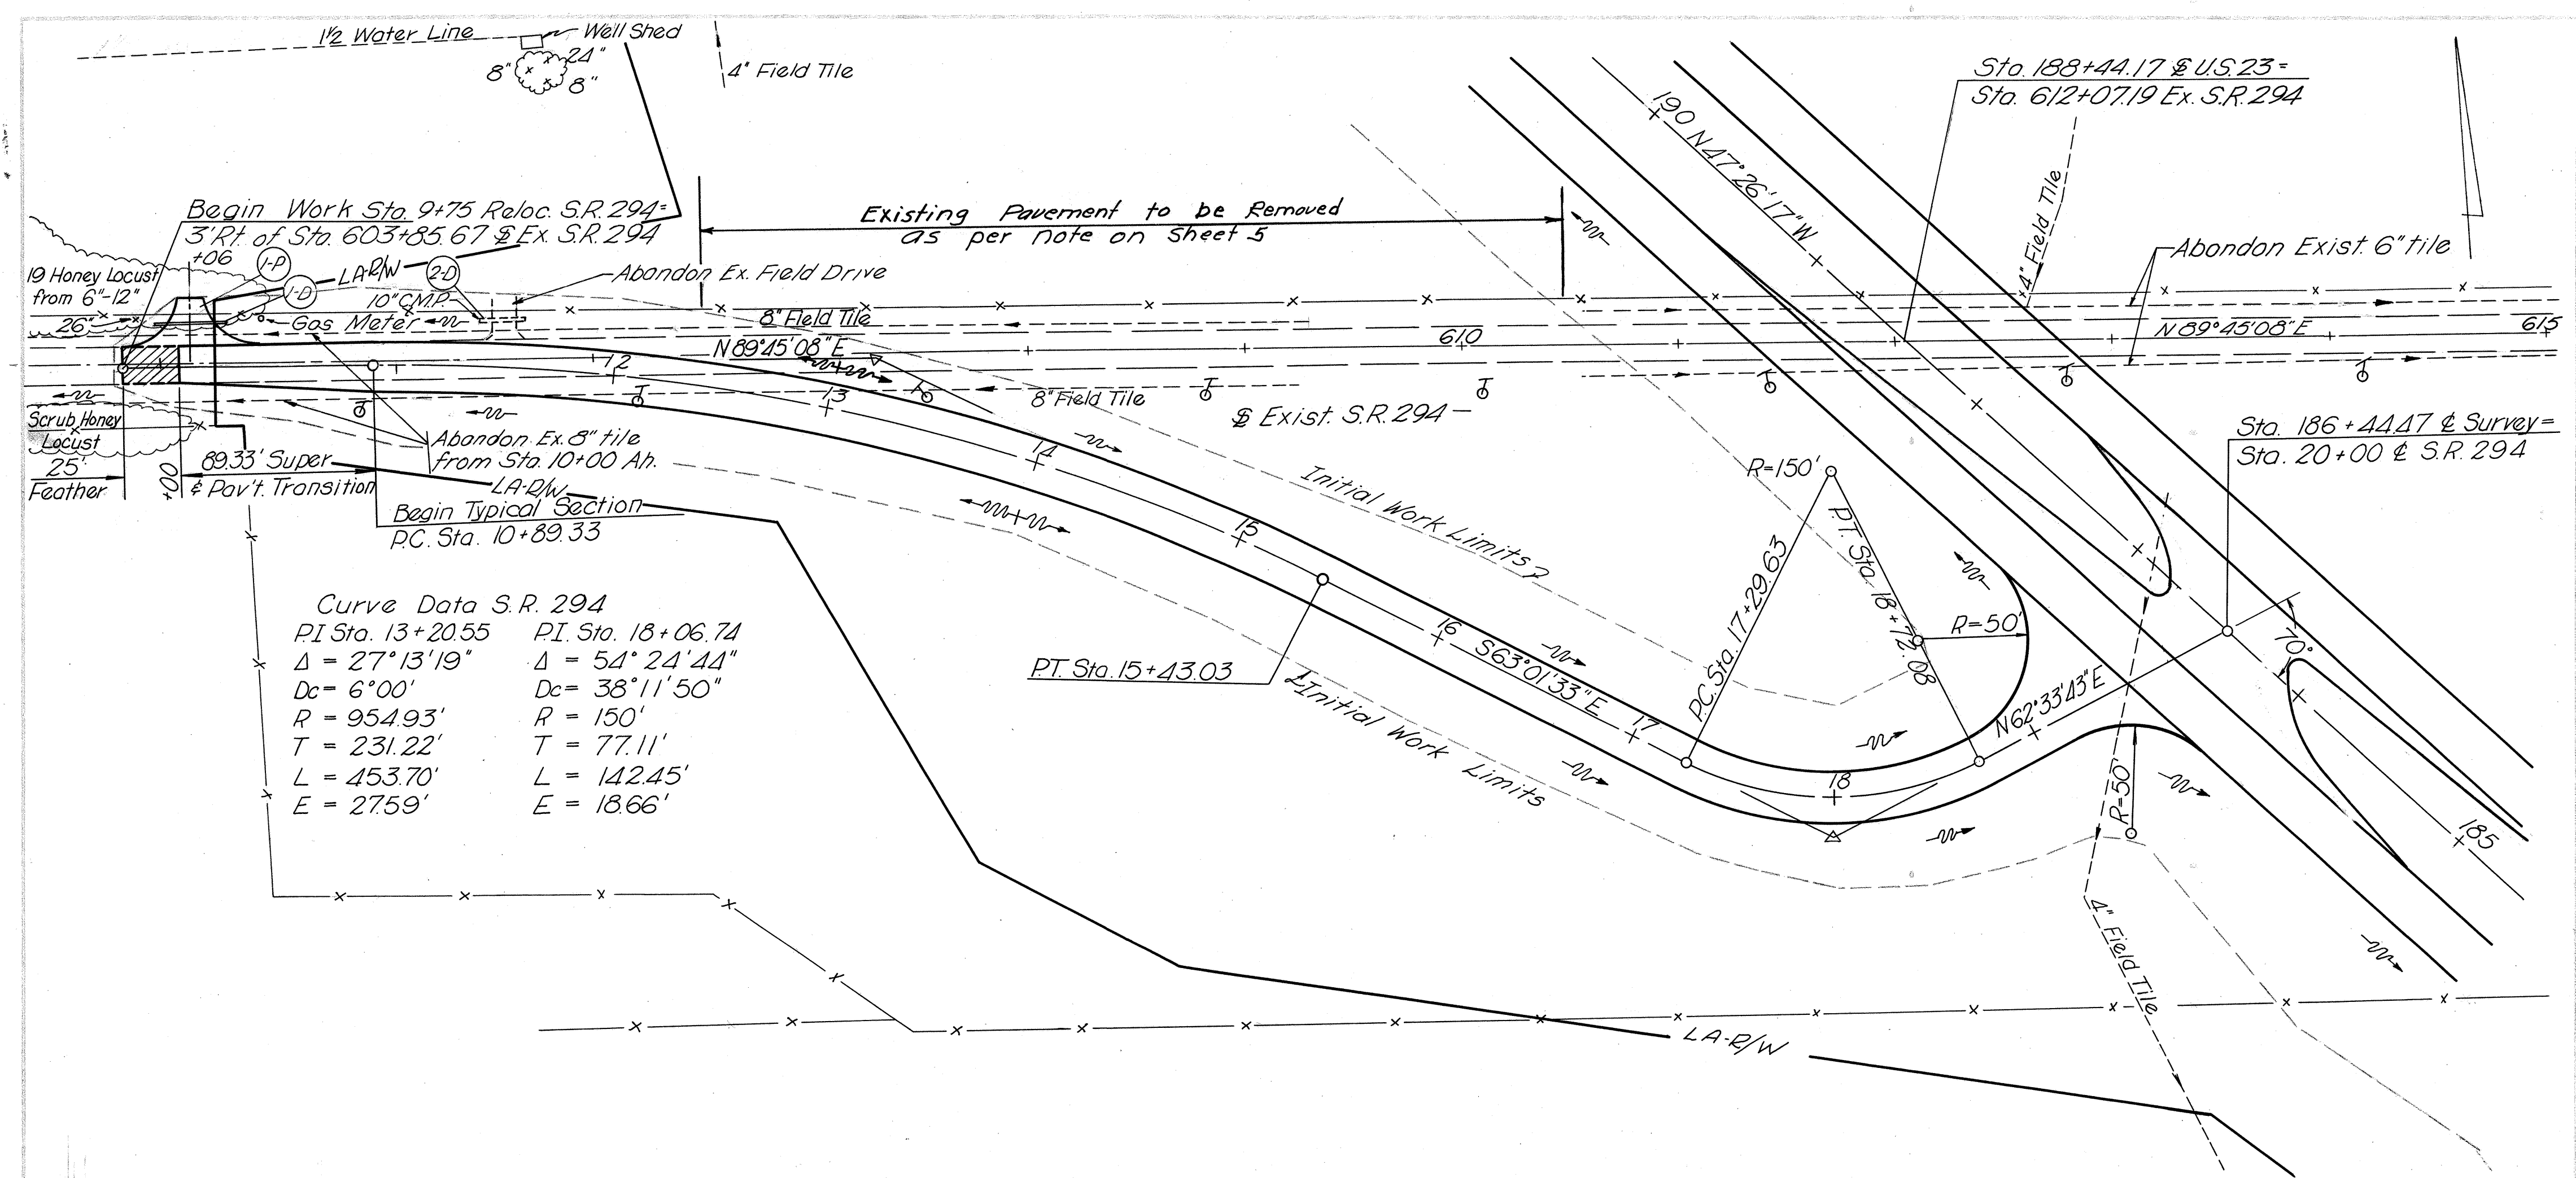 1½ Water Line
Well Shed
24"
8"
8"
4" Field Tile
Sta. 188+44.17 ℄ U.S. 23 =
Sta. 612+07.19 Ex. S.R. 294
190 N47°26'17"W
4" Field Tile
Begin Work Sta. 9+75 Reloc. S.R. 294=
3' Rt. of Sta. 603+85.67 ℄ Ex. S.R. 294
Existing Pavement to be Removed
as per note on Sheet 5
Abandon Exist. 6" tile
+06
1-P
LA-R/W
2-D
Abandon Ex. Field Drive
19 Honey Locust
from 6"-12"
1-D
10" C.M.P.
26"
Gas Meter
8" Field Tile
610
N 89°45'08"E
615
N 89°45'08"E
12
13
8" Field Tile
℄ Exist. S.R. 294
Scrub Honey
Locust
25'
Feather
+00
89.33' Super
& Pav't. Transition
Abandon Ex. 8" tile
from Sta. 10+00 Ah.
LA-R/W
Begin Typical Section
P.C. Sta. 10+89.33
14
Initial Work Limits
R=150'
Sta. 186+44.47 ℄ Survey=
Sta. 20+00 ℄ S.R. 294
15
P.C. Sta. 17+29.63
P.T. Sta. 18+72.08
R=50'
70°
Curve Data S.R. 294
P.I Sta. 13+20.55 P.I. Sta. 18+06.74
Δ = 27°13'19" Δ = 54°24'44"
Dc= 6°00' Dc= 38°11'50"
R = 954.93' R = 150'
T = 231.22' T = 77.11'
L = 453.70' L = 142.45'
E = 27.59' E = 18.66'
P.T. Sta. 15+43.03
16
S63°01'33"E
17
Initial Work Limits
N62°33'43"E
18
R=50'
185
4" Field Tile
LA-R/W